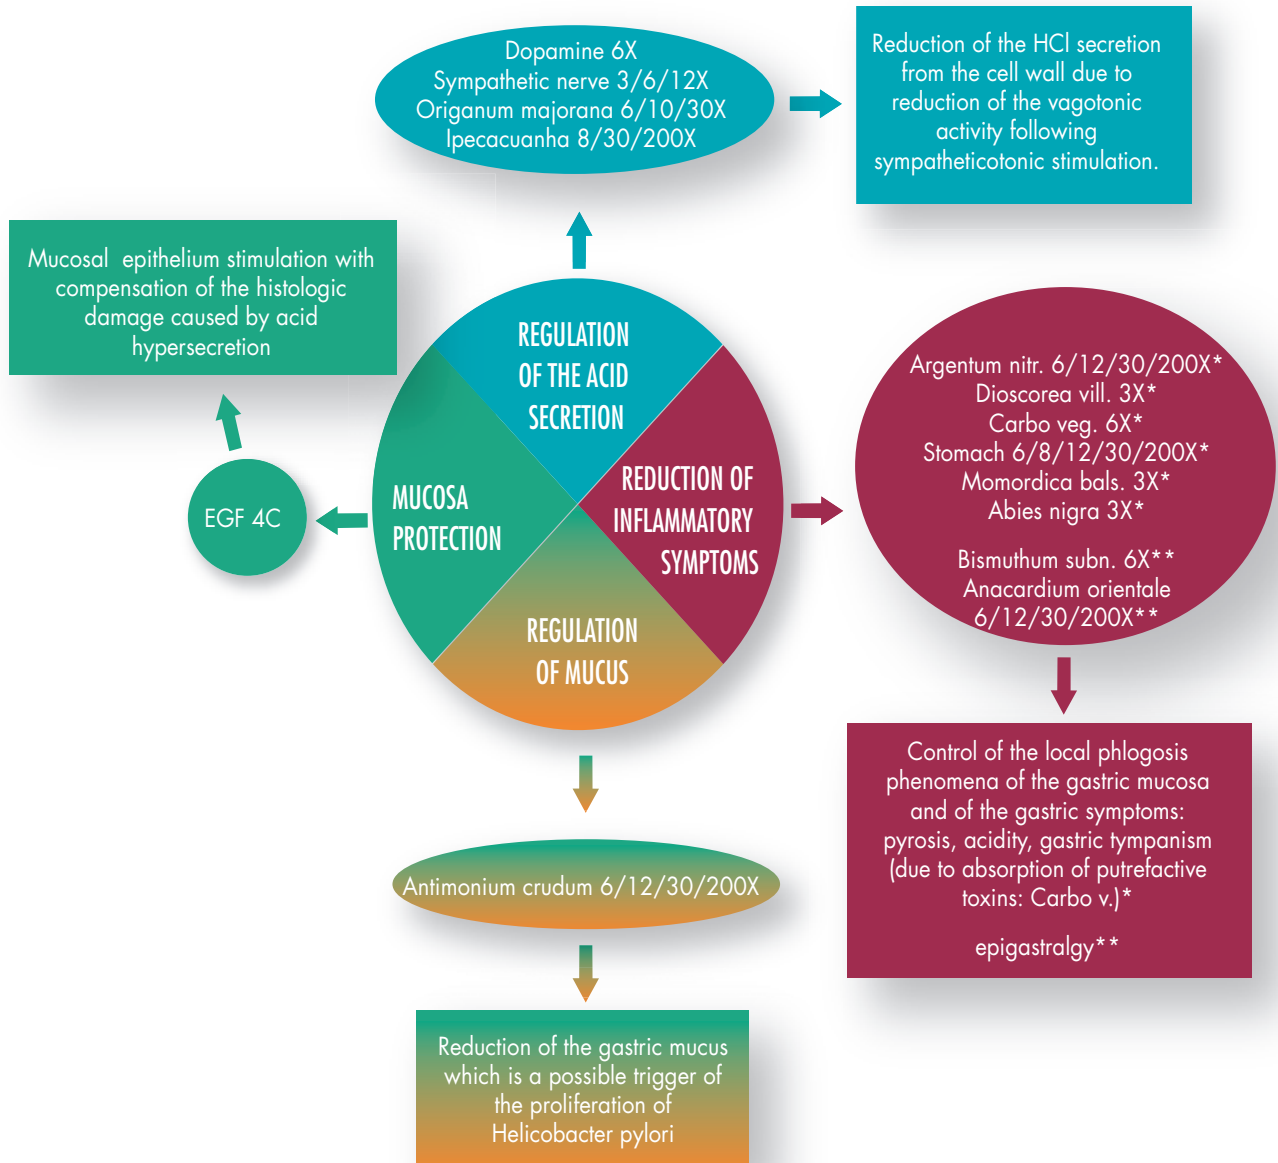 Dopamine 6X
Sympathetic nerve 3/6/12X
Origanum majorana 6/10/30X
Ipecacuanha 8/30/200X
Reduction of the HCl secretion
from the cell wall due to
reduction of the vagotonic
activity following
sympatheticotonic stimulation.
Mucosal epithelium stimulation with
compensation of the histologic
damage caused by acid
hypersecretion
REGULATION
OF THE ACID
SECRETION
EGF 4C
MUCOSA
PROTECTION
REDUCTION OF
INFLAMMATORY
SYMPTOMS
REGULATION
OF MUCUS
Argentum nitr. 6/12/30/200X*
Dioscorea vill. 3X*
Carbo veg. 6X*
Stomach 6/8/12/30/200X*
Momordica bals. 3X*
Abies nigra 3X*
Bismuthum subn. 6X**
Anacardium orientale
6/12/30/200X**
Control of the local phlogosis
phenomena of the gastric mucosa
and of the gastric symptoms:
pyrosis, acidity, gastric tympanism
(due to absorption of putrefactive
toxins: Carbo v.)*
epigastralgy**
Antimonium crudum 6/12/30/200X
Reduction of the gastric mucus
which is a possible trigger of
the proliferation of
Helicobacter pylori